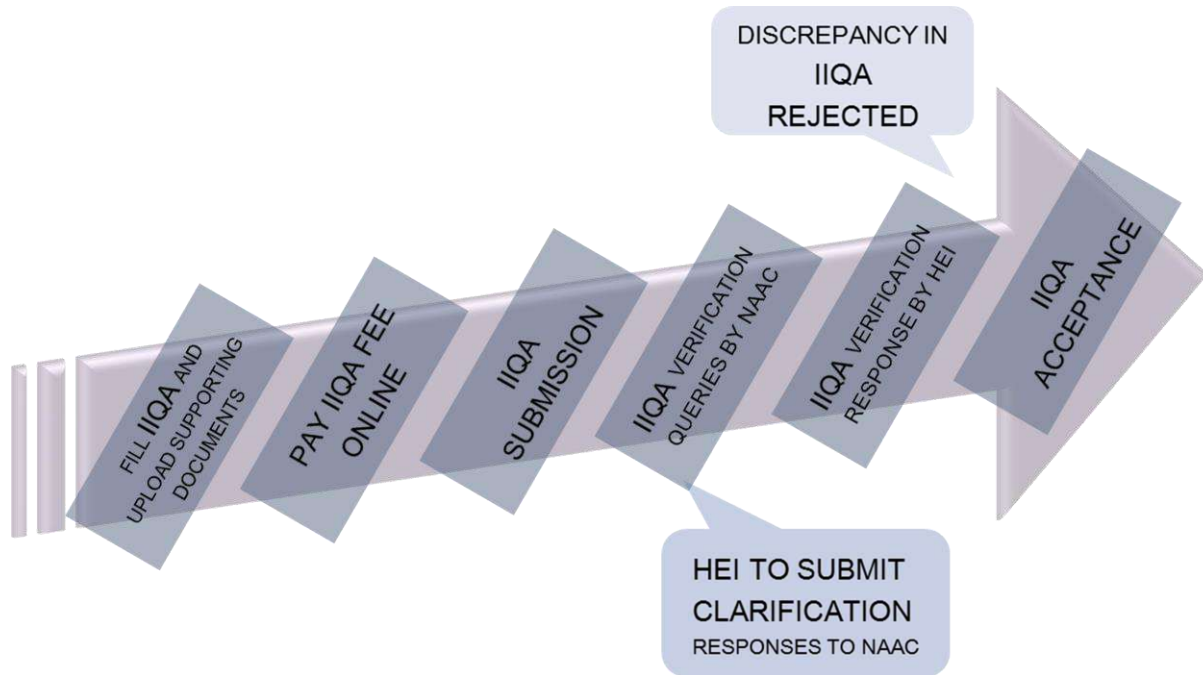 DISCREPANCY IN
IIQA
REJECTED
FILL IIQA AND
UPLOAD SUPPORTING
DOCUMENTS
PAY IIQA FEE
ONLINE
IIQA
SUBMISSION
IIQA VERIFICATION
QUERIES BY NAAC
IIQA VERIFICATION
RESPONSE BY HEI
IIQA
ACCEPTANCE
HEI TO SUBMIT
CLARIFICATION
RESPONSES TO NAAC